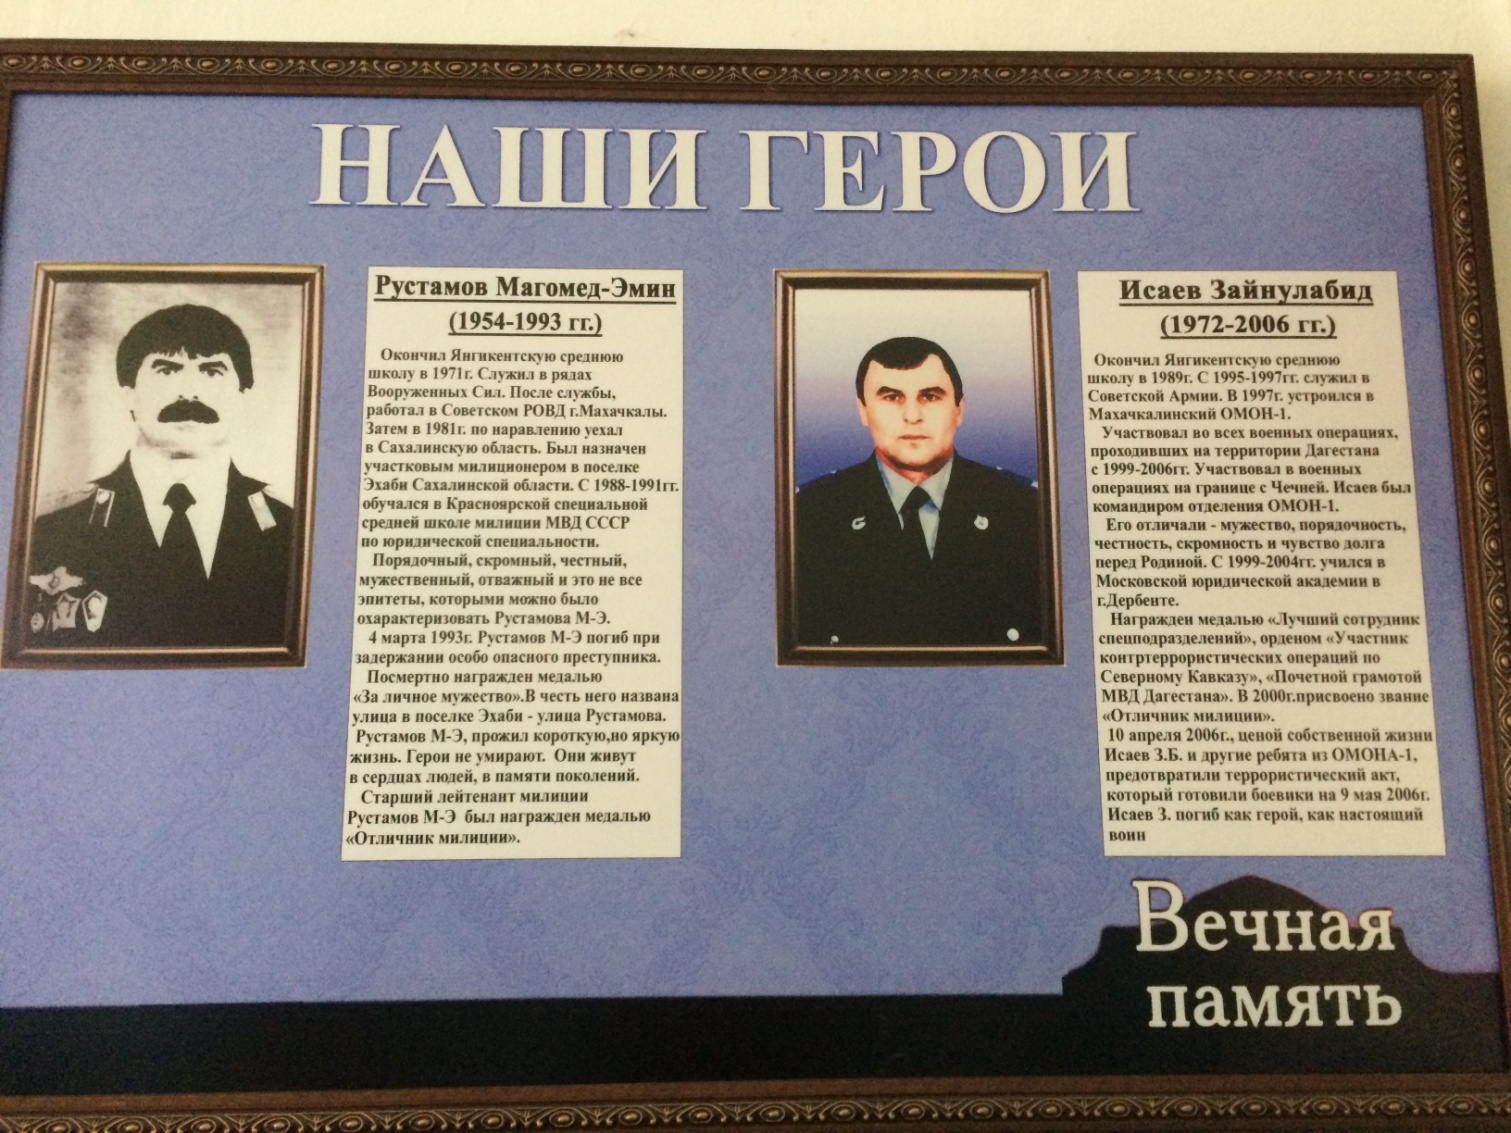 НАШИ ГЕРОИ
Рустамов Магомед-Эмин
(1954-1993 гг.)
Окончил Янгикентскую среднюю
школу в 1971г. Служил в рядах
Вооруженных Сил. После службы,
работал в Советском РОВД г.Махачкалы.
Затем в 1981г. по наравлению уехал
в Сахалинскую область. Был назначен
участковым милиционером в поселке
Эхаби Сахалинской области. С 1988-1991гг.
обучался в Красноярской специальной
средней школе милиции МВД СССР
по юридической специальности.
Порядочный, скромный, честный,
мужественный, отважный и это не все
эпитеты, которыми можно было
охарактеризовать Рустамова М-Э.
4 марта 1993г. Рустамов М-Э погиб при
задержании особо опасного преступника.
Посмертно награжден медалью
«За личное мужество».В честь него названа
улица в поселке Эхаби - улица Рустамова.
Рустамов М-Э, прожил короткую,но яркую
жизнь. Герои не умирают. Они живут
в сердцах людей, в памяти поколений.
Старший лейтенант милиции
Рустамов М-Э был награжден медалью
«Отличник милиции».
Исаев Зайнулабид
(1972-2006 гг.)
Окончил Янгикентскую среднюю
школу в 1989г. С 1995-1997гг. служил в
Советской Армии. В 1997г. устроился в
Махачкалинский ОМОН-1.
Участвовал во всех военных операциях,
проходивших на территории Дагестана
с 1999-2006гг. Участвовал в военных
операциях на границе с Чечней. Исаев был
командиром отделения ОМОН-1.
Его отличали - мужество, порядочность,
честность, скромность и чувство долга
перед Родиной. С 1999-2004гг. учился в
Московской юридической академии в
г.Дербенте.
Награжден медалью «Лучший сотрудник
спецподразделений», орденом «Участник
контртеррористических операций по
Северному Кавказу», «Почетной грамотой
МВД Дагестана». В 2000г.присвоено звание
«Отличник милиции».
10 апреля 2006г., ценой собственной жизни
Исаев З.Б. и другие ребята из ОМОНА-1,
предотвратили террористический акт,
который готовили боевики на 9 мая 2006г.
Исаев З. погиб как герой, как настоящий
воин
Вечная
память